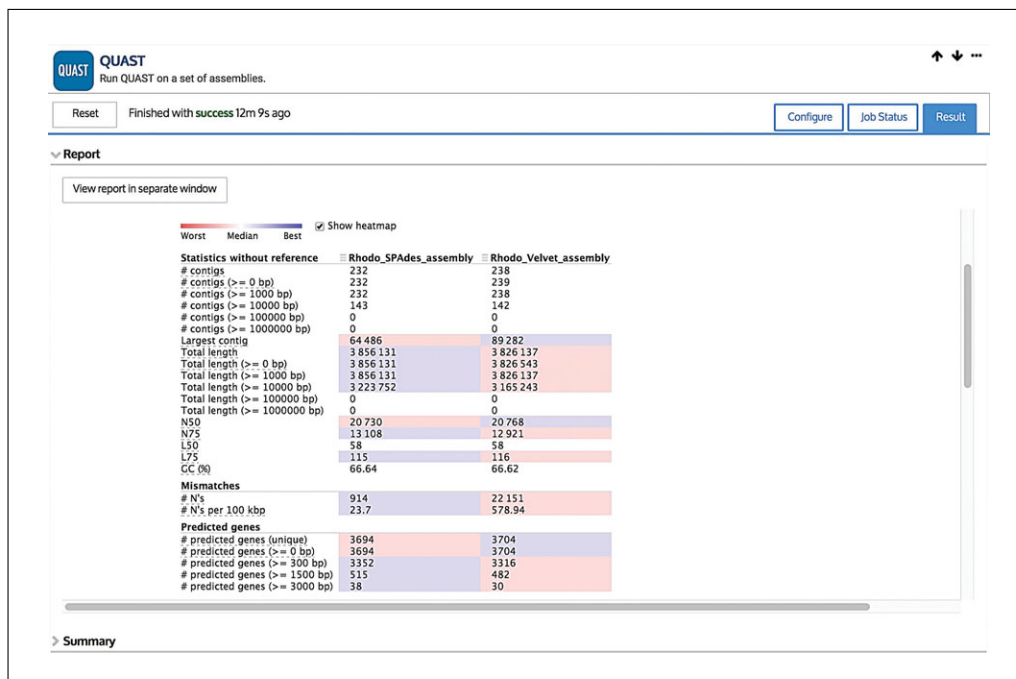 QUAST
QUAST
Run QUAST on a set of assemblies.
Reset Finished with success 12m 9s ago Configure Job Status Result
Report
View report in separate window
Worst Median Best Show heatmap
Statistics without reference Rhodo_SPAdes_assembly Rhodo_Velvet_assembly
# contigs 232 238
# contigs (>= 0 bp) 232 239
# contigs (>= 1000 bp) 232 238
# contigs (>= 10000 bp) 143 142
# contigs (>= 100000 bp) 0 0
# contigs (>= 1000000 bp) 0 0
Largest contig 64 486 89 282
Total length 3 856 131 3 826 137
Total length (>= 0 bp) 3 856 131 3 826 543
Total length (>= 1000 bp) 3 856 131 3 826 137
Total length (>= 10000 bp) 3 223 752 3 165 243
Total length (>= 100000 bp) 0 0
Total length (>= 1000000 bp) 0 0
N50 20 730 20 768
N75 13 108 12 921
L50 58 58
L75 115 116
GC (%) 66.64 66.62
Mismatches
# N's 914 22 151
# N's per 100 kbp 23.7 578.94
Predicted genes
# predicted genes (unique) 3694 3704
# predicted genes (>= 0 bp) 3694 3704
# predicted genes (>= 300 bp) 3352 3316
# predicted genes (>= 1500 bp) 515 482
# predicted genes (>= 3000 bp) 38 30
Summary